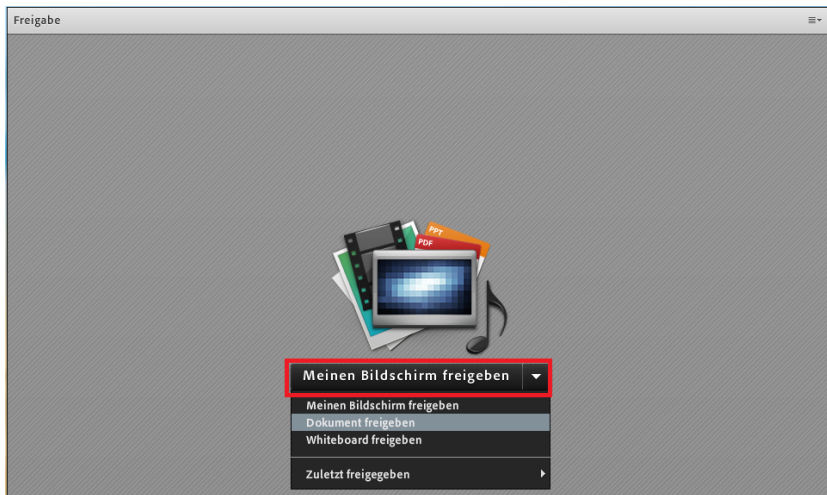 Freigabe
PPT
PDF
Meinen Bildschirm freigeben
Meinen Bildschirm freigeben
Dokument freigeben
Whiteboard freigeben
Zuletzt freigegeben